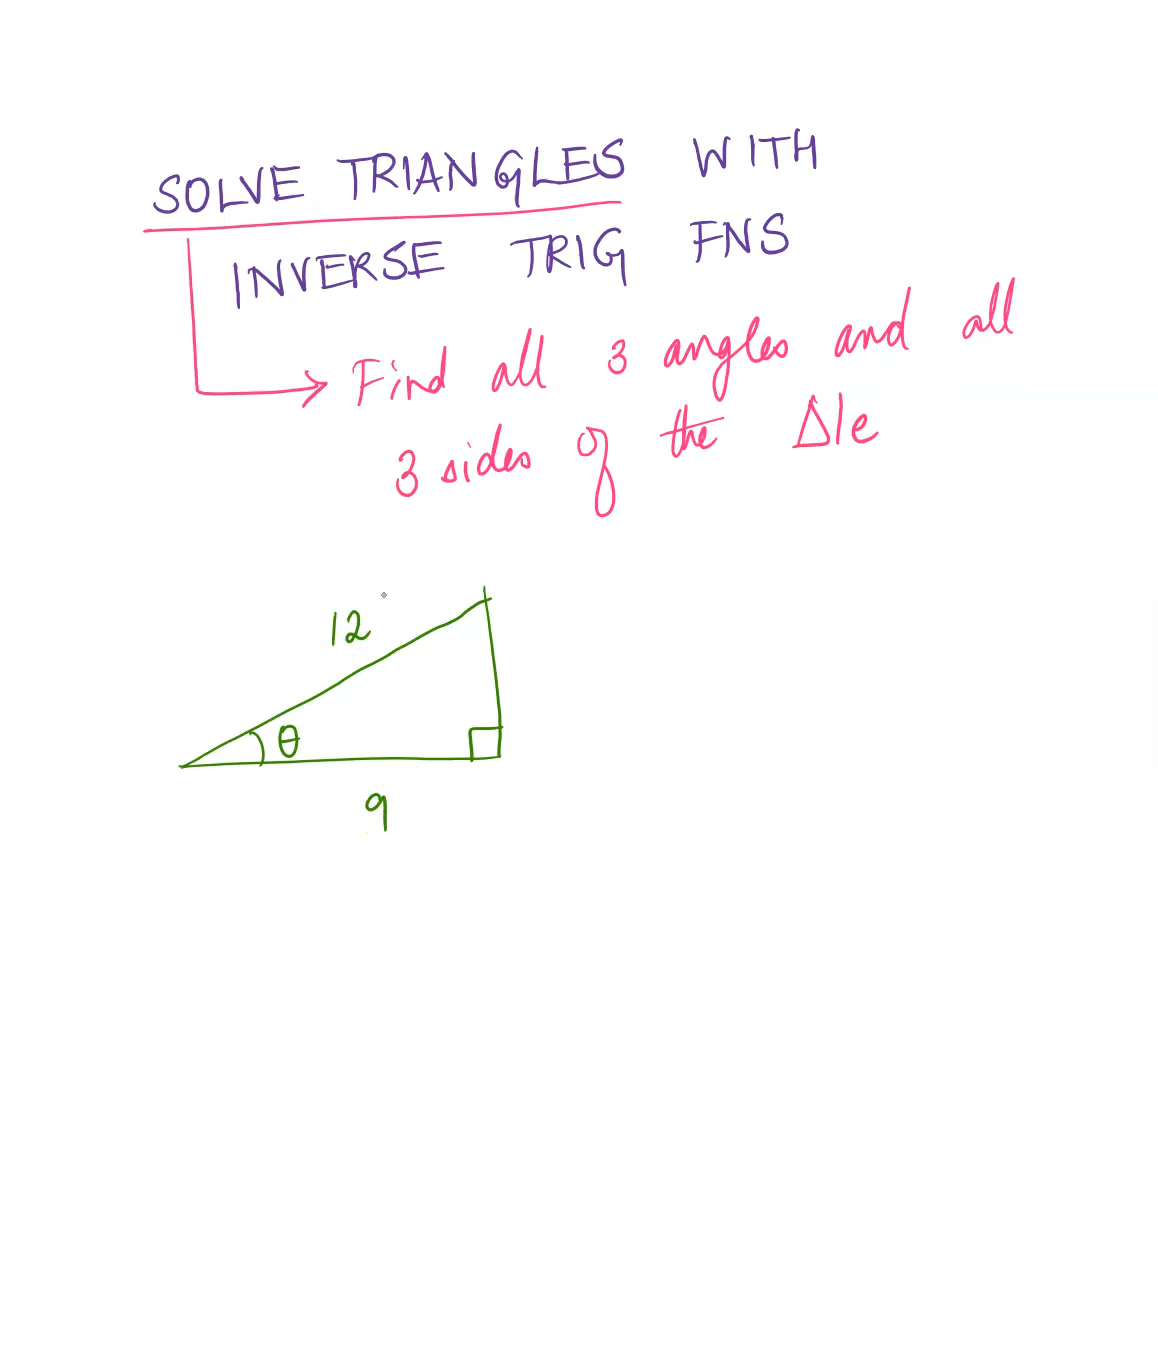 SOLVE TRIANGLES WITH
INVERSE TRIG FNS
Find all 3 angles and all
3 sides of the Δle
12
θ
9